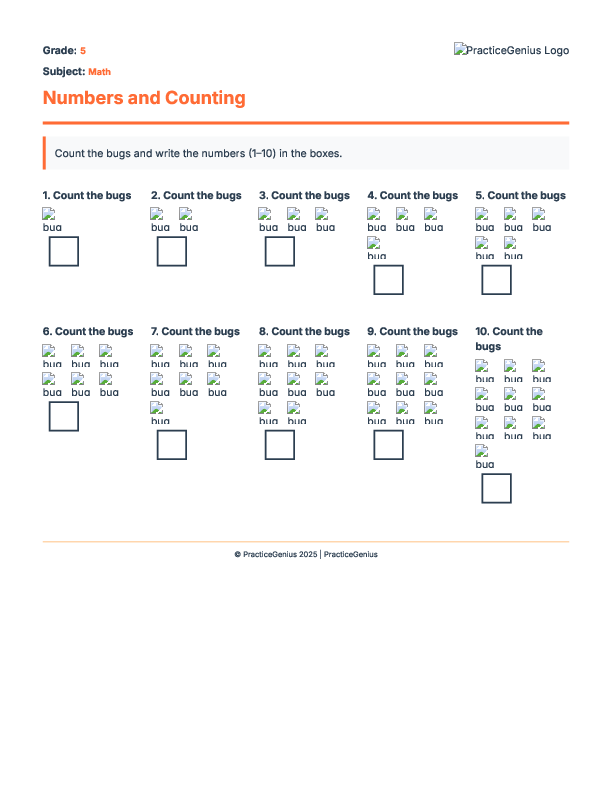 Grade: 5
PracticeGenius Logo
Subject: Math
Numbers and Counting
Count the bugs and write the numbers (1–10) in the boxes.
1. Count the bugs
bug
2. Count the bugs
bug bug
3. Count the bugs
bug bug bug
4. Count the bugs
bug bug bug
bug
5. Count the bugs
bug bug bug
bug bug
6. Count the bugs
bug bug bug
bug bug bug
7. Count the bugs
bug bug bug
bug bug bug
bug
8. Count the bugs
bug bug bug
bug bug bug
bug bug
9. Count the bugs
bug bug bug
bug bug bug
bug bug bug
10. Count the
bugs
bug bug bug
bug bug bug
bug bug bug
bug
© PracticeGenius 2025 | PracticeGenius